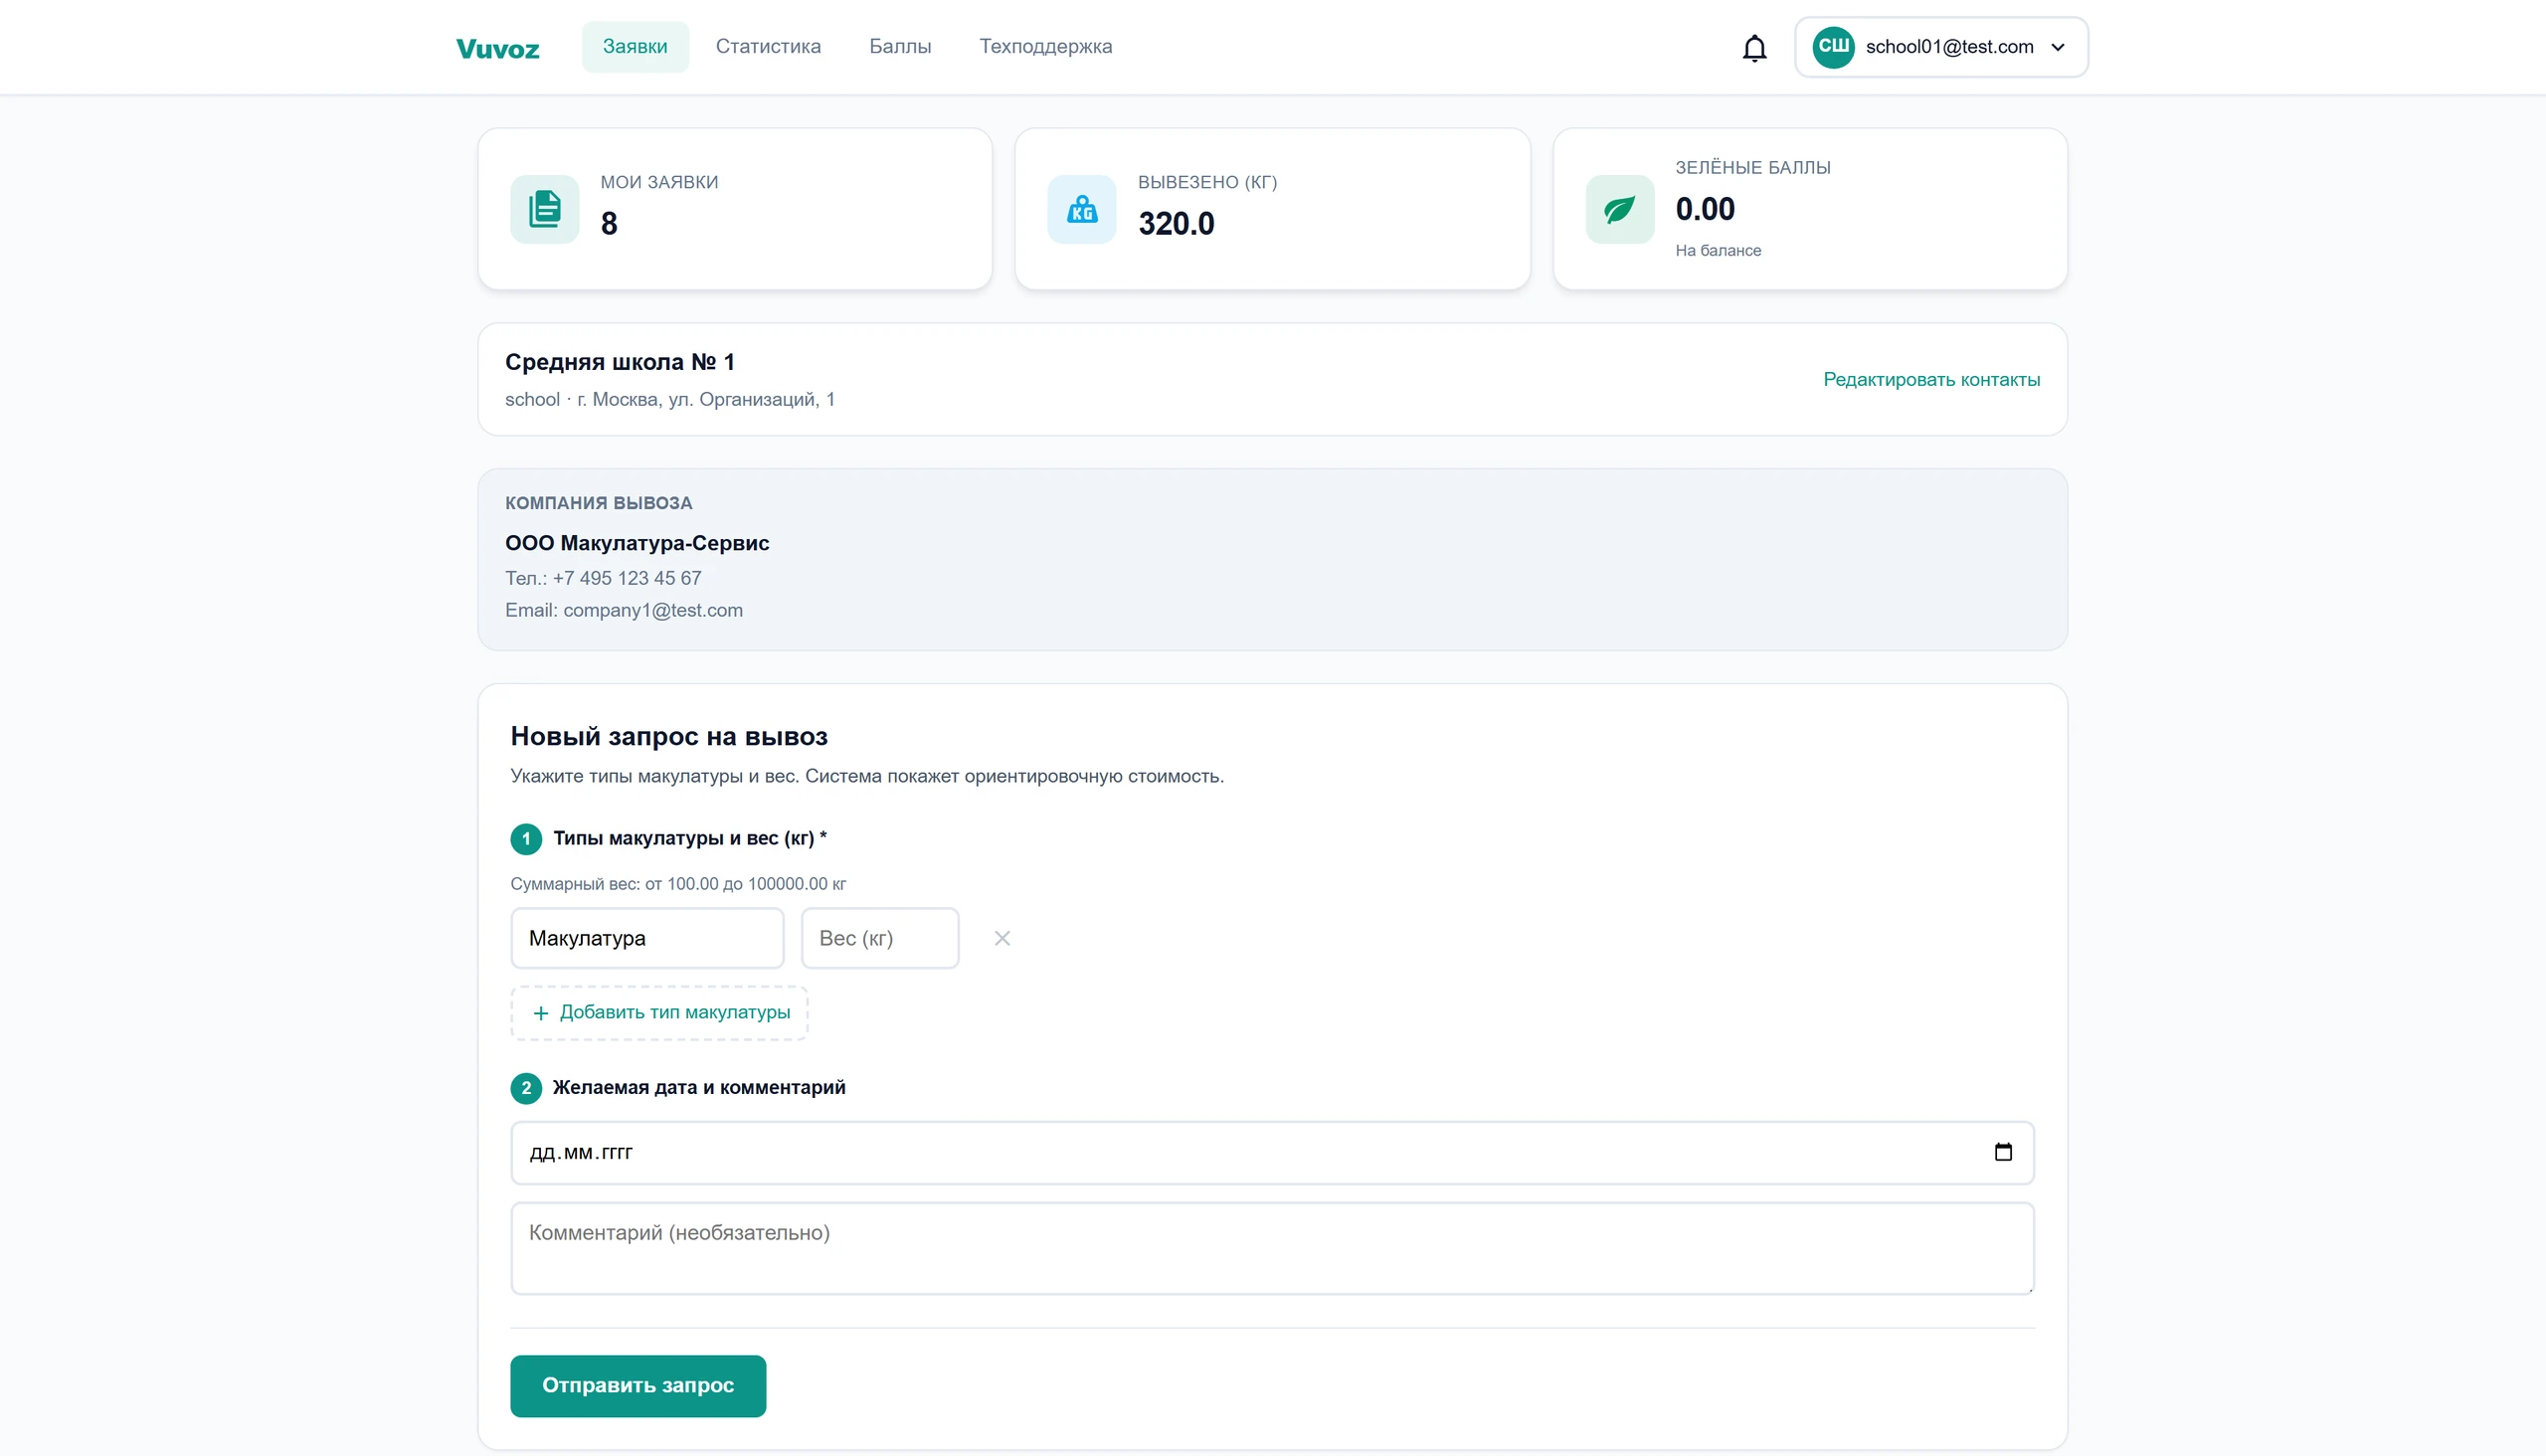 Vuvoz
Заявки
Статистика
Баллы
Техподдержка
СШ
school01@test.com
МОИ ЗАЯВКИ
8
KG
ВЫВЕЗЕНО (КГ)
320.0
ЗЕЛЁНЫЕ БАЛЛЫ
0.00
На балансе
Средняя школа № 1
school · г. Москва, ул. Организаций, 1
Редактировать контакты
КОМПАНИЯ ВЫВОЗА
ООО Макулатура-Сервис
Тел.: +7 495 123 45 67
Email: company1@test.com
Новый запрос на вывоз
Укажите типы макулатуры и вес. Система покажет ориентировочную стоимость.
1 Типы макулатуры и вес (кг) *
Суммарный вес: от 100.00 до 100000.00 кг
Макулатура
Вес (кг)
+ Добавить тип макулатуры
2 Желаемая дата и комментарий
дд.мм.гггг
Комментарий (необязательно)
Отправить запрос